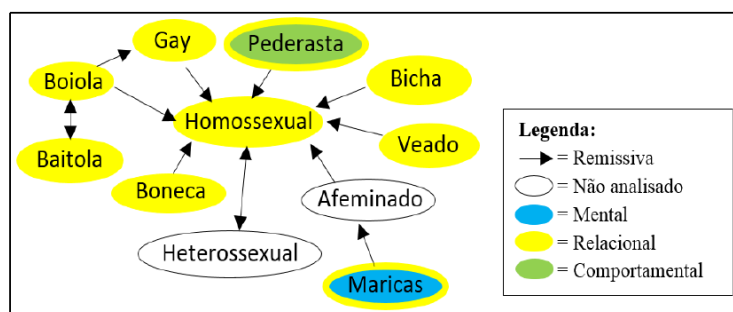 Gay
Pederasta
Boiola
Bicha
Homossexual
Baitola
Veado
Boneca
Afeminado
Heterossexual
Maricas
Legenda:
= Remissiva
= Não analisado
= Mental
= Relacional
= Comportamental